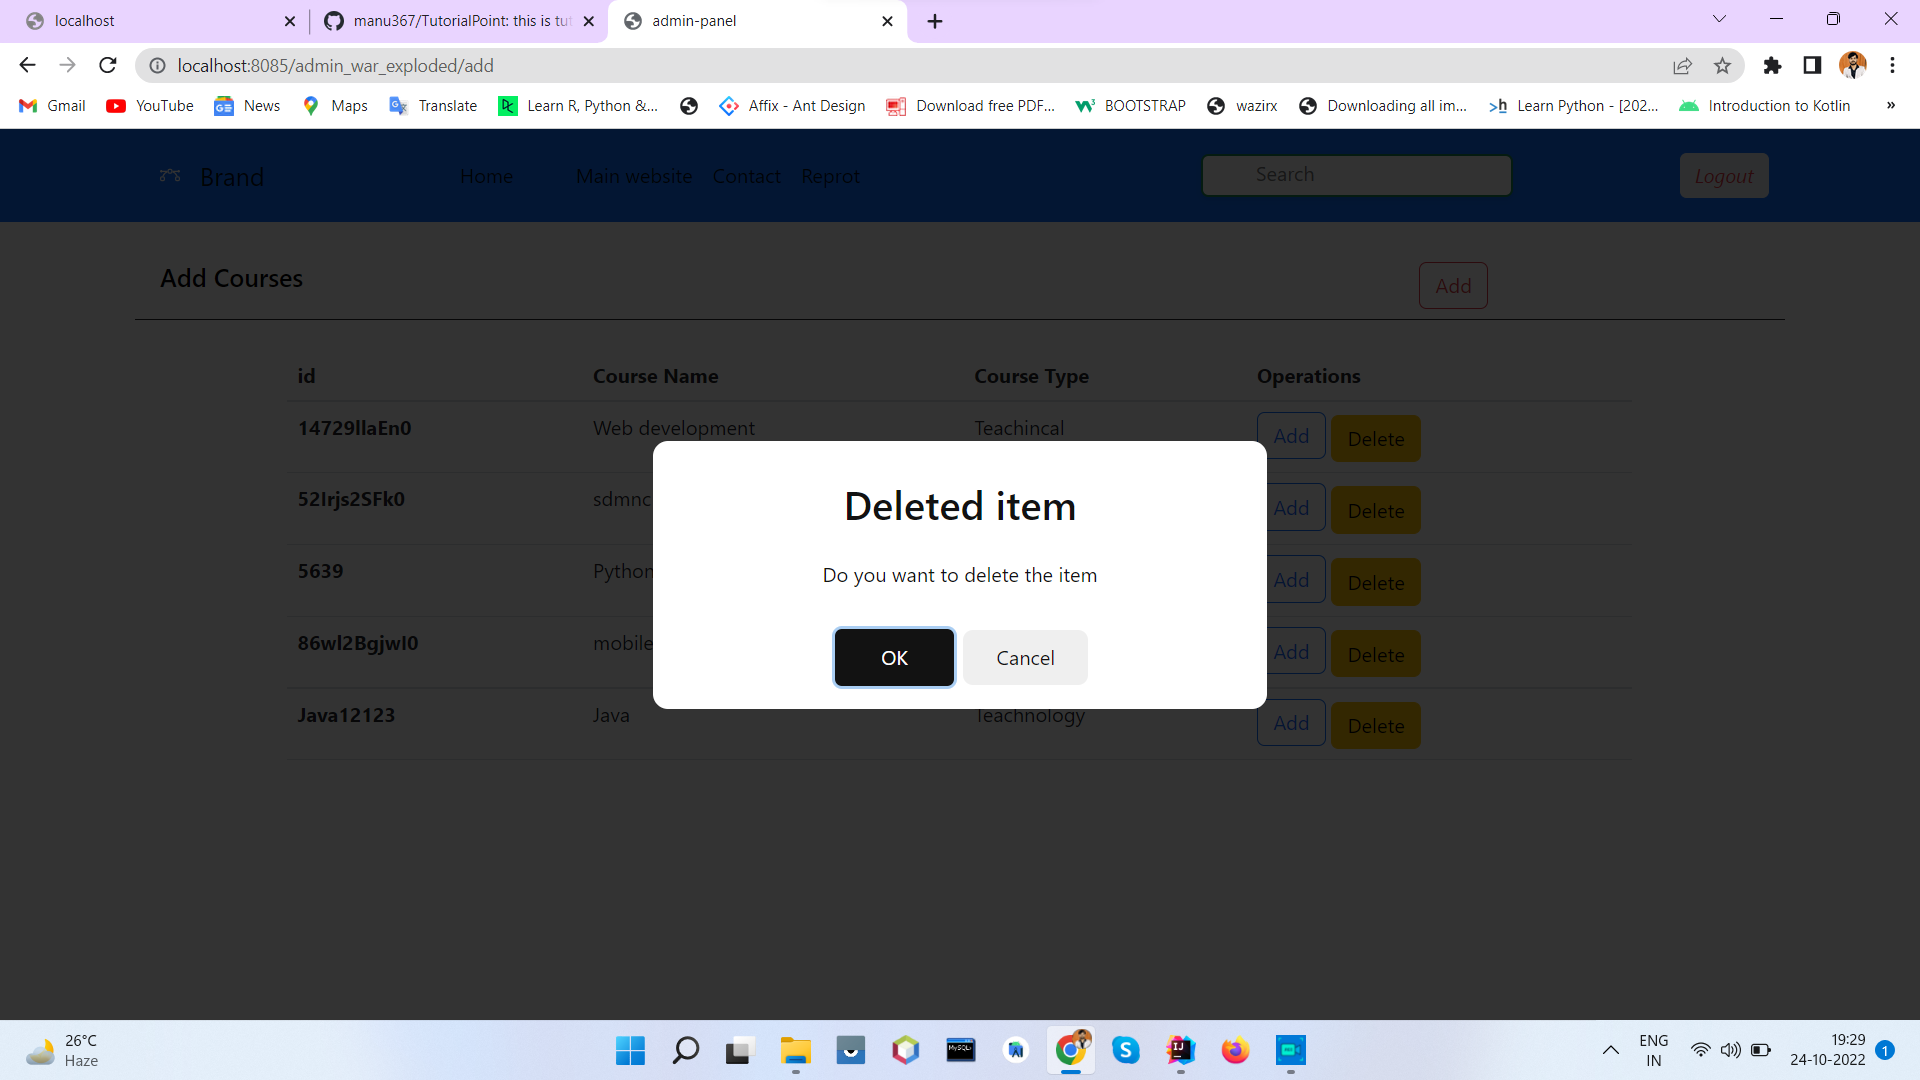 localhost
manu367/TutorialPoint: this is tut
admin-panel
localhost:8085/admin_war_exploded/add
Gmail
YouTube
News
Maps
Translate
Learn R, Python &...
Affix - Ant Design
Download free PDF...
BOOTSTRAP
wazirx
Downloading all im...
Learn Python - [202...
Introduction to Kotlin
»
Brand
Home
Main website
Contact
Reprot
Search
Logout
Add Courses
Add
id
Course Name
Course Type
Operations
14729llaEn0
Web development
Teachincal
Add
Delete
52Irjs2SFk0
sdmnc
Add
Delete
5639
Python
Add
Delete
86wl2BgjwI0
mobile
Add
Delete
Java12123
Java
Teachnology
Add
Delete
Deleted item
Do you want to delete the item
OK
Cancel
26°C
Haze
ENG
IN
19:29
24-10-2022
1